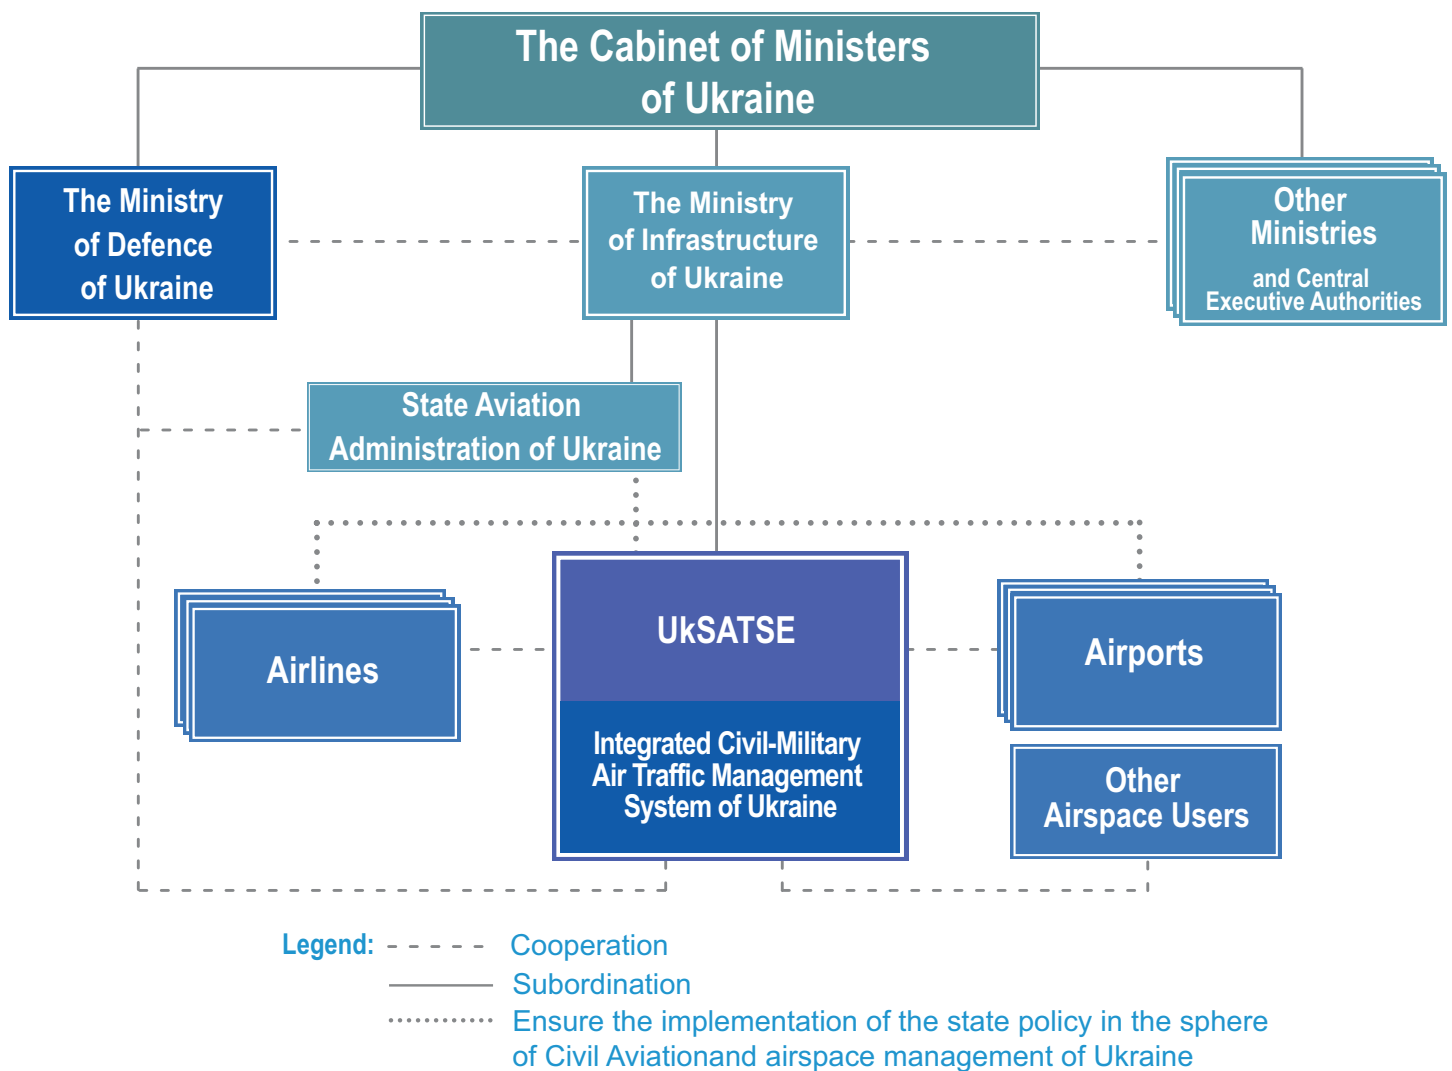 The Cabinet of Ministers
of Ukraine
The Ministry
of Defence
of Ukraine
The Ministry
of Infrastructure
of Ukraine
Other
Ministries
and Central
Executive Authorities
State Aviation
Administration of Ukraine
Airlines
UkSATSE
Integrated Civil-Military
Air Traffic Management
System of Ukraine
Airports
Other
Airspace Users
Legend:
Cooperation
Subordination
Ensure the implementation of the state policy in the sphere
of Civil Aviationand airspace management of Ukraine